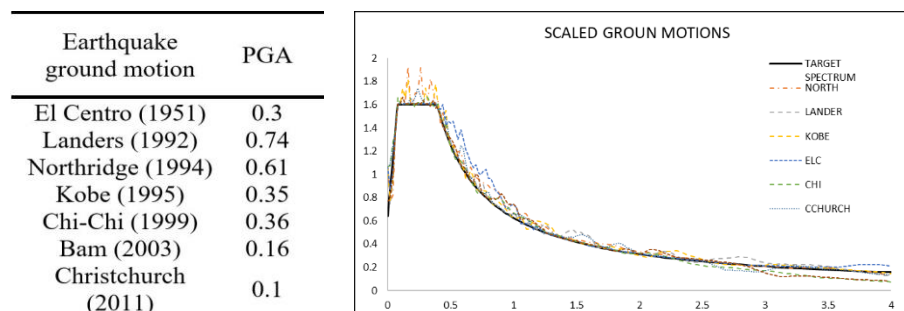 Earthquake
ground motion
PGA
El Centro (1951) 0.3
Landers (1992) 0.74
Northridge (1994) 0.61
Kobe (1995) 0.35
Chi-Chi (1999) 0.36
Bam (2003) 0.16
Christchurch
(2011) 0.1
SCALED GROUN MOTIONS
2
1.8
1.6
1.4
1.2
1
0.8
0.6
0.4
0.2
0
0 0.5 1 1.5 2 2.5 3 3.5 4
TARGET
SPECTRUM
NORTH
LANDER
KOBE
ELC
CHI
CCHURCH